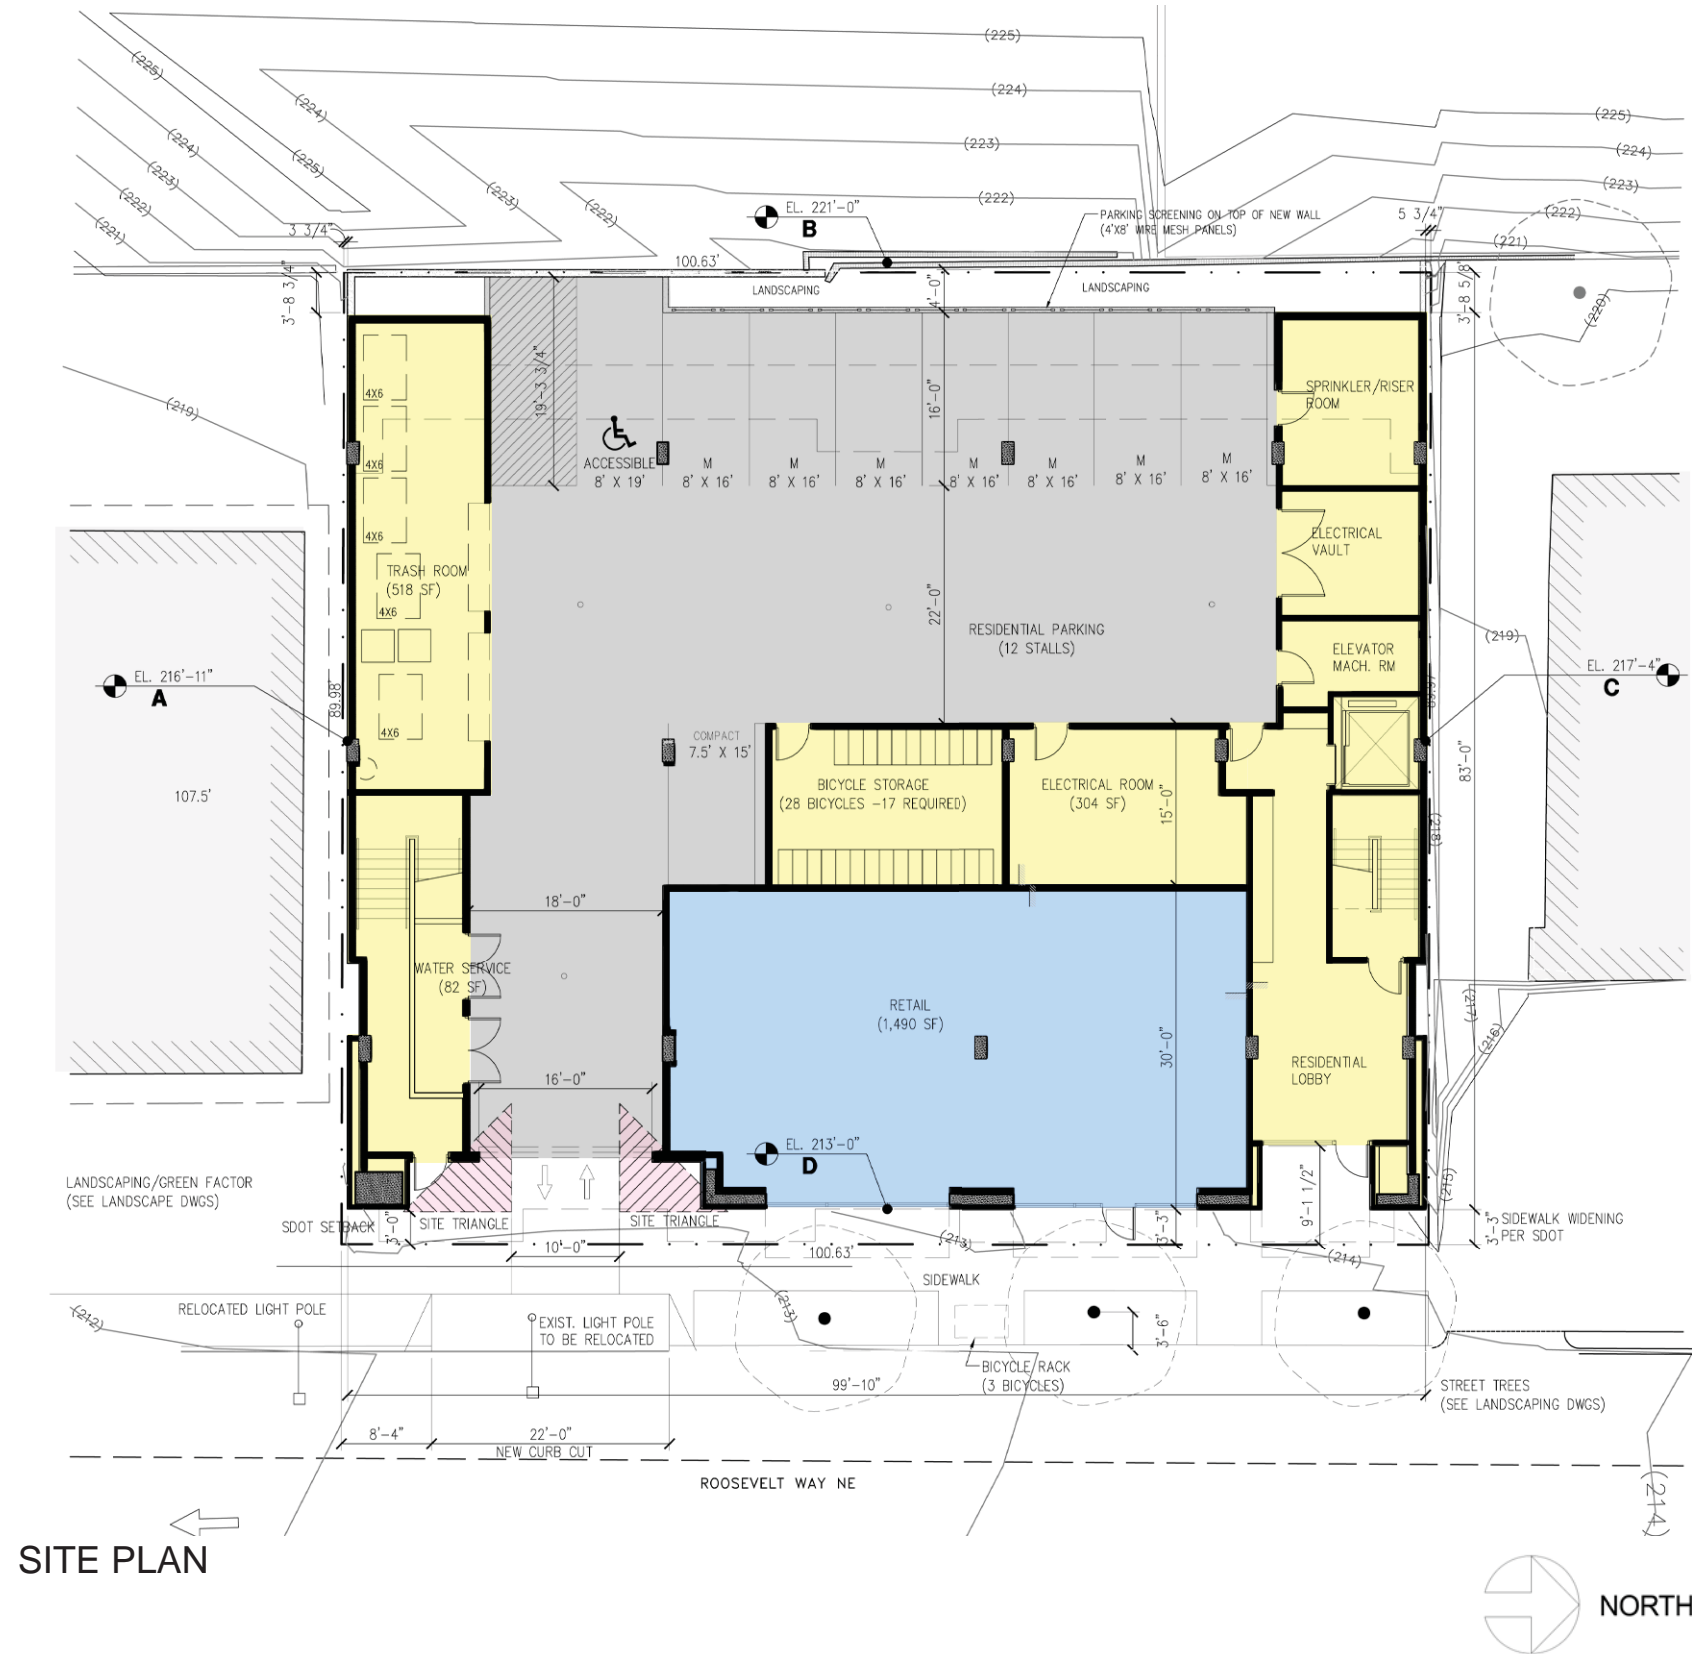 (225)
(225)
(224)
(224)
(225)
(224)
(224)
(225)
(223)
(223)
(223)
(223)
(222)
(222)
(222)
(222)
(221)
(221)
3 3/4"
EL. 221'-0"
B
PARKING SCREENING ON TOP OF NEW WALL
(4'X8' WIRE MESH PANELS)
5 3/4"
100.63'
LANDSCAPING
LANDSCAPING
3'-8 3/4"
4'-0"
3'-8 5/8"
(220)
19'-3 3/4"
16'-0"
SPRINKLER/RISER
ROOM
4X6
(219)
4X6
ACCESSIBLE
8' X 19'
M
8' X 16'
M
8' X 16'
M
8' X 16'
M
8' X 16'
M
8' X 16'
M
8' X 16'
M
8' X 16'
4X6
ELECTRICAL
VAULT
TRASH ROOM
(518 SF)
4X6
22'-0"
RESIDENTIAL PARKING
(12 STALLS)
(219)
ELEVATOR
MACH. RM
EL. 216'-11"
A
89.98'
EL. 217'-4"
C
89.97
4X6
COMPACT
7.5' X 15'
83'-0"
107.5'
BICYCLE STORAGE
(28 BICYCLES -17 REQUIRED)
ELECTRICAL ROOM
(304 SF)
15'-0"
(218)
18'-0"
WATER SERVICE
(82 SF)
RETAIL
(1,490 SF)
(217)
(216)
30'-0"
RESIDENTIAL
LOBBY
16'-0"
EL. 213'-0"
D
LANDSCAPING/GREEN FACTOR
(SEE LANDSCAPE DWGS)
(215)
SDOT SETBACK
3'-0"
SITE TRIANGLE
SITE TRIANGLE
3'-3"
9'-1 1/2"
3'-3"
SIDEWALK WIDENING
PER SDOT
10'-0"
100.63'
(213)
(214)
SIDEWALK
RELOCATED LIGHT POLE
(212)
EXIST. LIGHT POLE
TO BE RELOCATED
(213)
3'-6"
BICYCLE RACK
(3 BICYCLES)
99'-10"
STREET TREES
(SEE LANDSCAPING DWGS)
8'-4"
22'-0"
NEW CURB CUT
ROOSEVELT WAY NE
(214)
SITE PLAN
NORTH